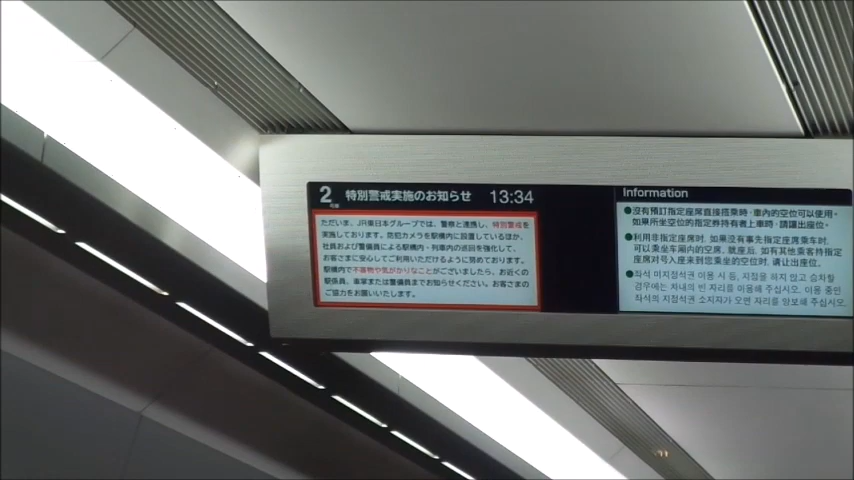 2号車 特別警戒実施のお知らせ 13:34
ただいま、JR東日本グループでは、警察と連携し、特別警戒を
実施しております。防犯カメラを駅構内に設置しているほか、
社員および警備員による駅構内・列車内の巡回を強化して、
お客さまに安心してご利用いただけるように努めております。
駅構内で不審物や気がかりなことがございましたら、お近くの
駅係員、乗務員または警備員までお知らせください。お客さまの
ご協力をお願いいたします。
Information
●沒有預訂指定座席直接搭乘時，車內的空位可以使用。
如果所坐空位的指定券持有者上車時，請讓出座位。
●利用非指定座席时，如果没有事先指定座席乘车时，
可以乘坐车厢内的空席。就座后，如有其他乘客持指定
座席对号入座来到您乘坐的空位时，请让出座位。
●좌석 미지정석권 이용 시 등, 지정을 하지 않고 승차할
경우에는 차내의 빈 자리를 이용해 주십시오. 이용 중인
좌석의 지정석권 소지자가 오면 자리를 양보해 주십시오.